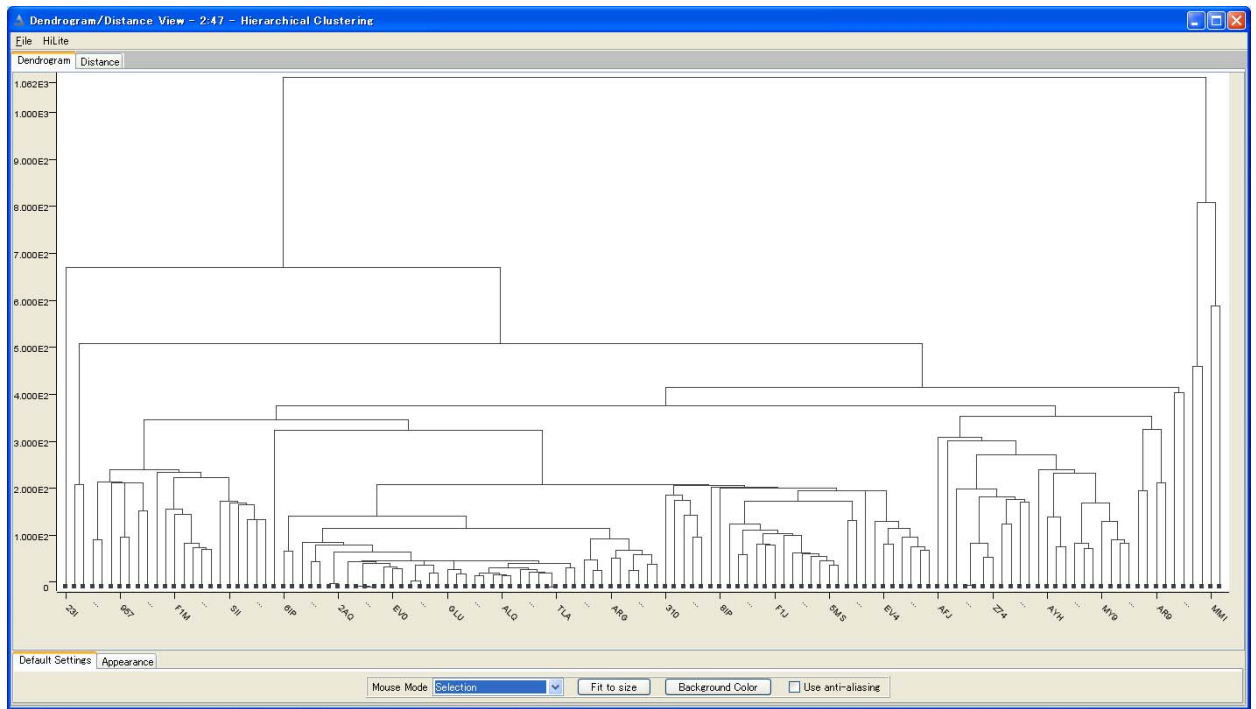 Dendrogram/Distance View - 2:47 - Hierarchical Clustering
File HiLite
Dendrogram Distance
1.062E3
1.000E3
9.000E2
8.000E2
7.000E2
6.000E2
5.000E2
4.000E2
3.000E2
2.000E2
1.000E2
0
23I ... 957 ... F1M ... SII ... 6IP ... 2AQ ... EV0 ... GLU ... ALQ ... TLA ... ARG ... 310 ... 8IP ... F1J ... 5MS ... EV4 ... AFJ ... Z74 ... AYH ... MY9 ... AR9 ... MM1
Default Settings Appearance
Mouse Mode Selection Fit to size Background Color Use anti-aliasing